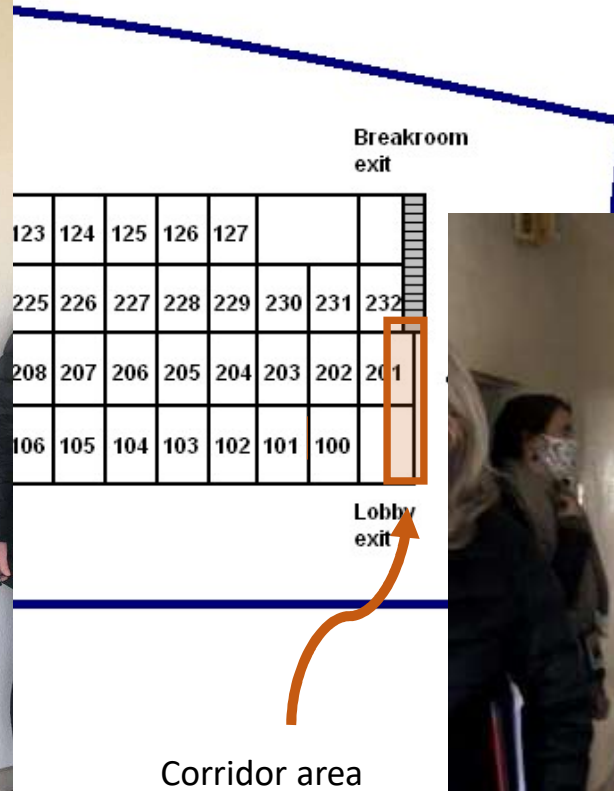 Breakroom
exit
123 124 125 126 127
225 226 227 228 229 230 231 232
208 207 206 205 204 203 202 201
106 105 104 103 102 101 100
Lobby
exit
Corridor area